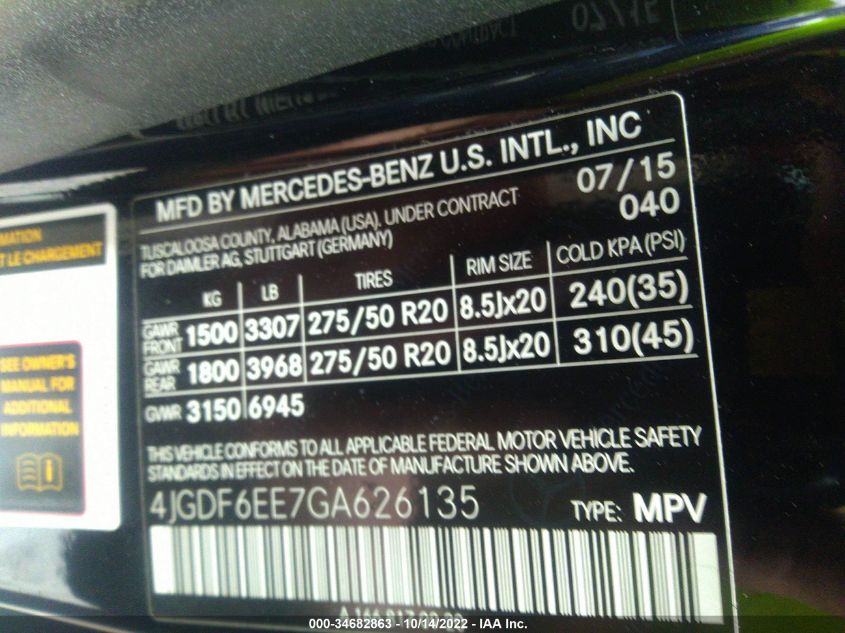 07/15
MFD BY MERCEDES-BENZ U.S. INTL., INC
TUSCALOOSA COUNTY, ALABAMA (USA). UNDER CONTRACT 07/15
FOR DAIMLER AG, STUTTGART (GERMANY) 040
KG LB TIRES RIM SIZE COLD KPA (PSI)
GAWR FRONT 1500 3307 275/50 R20 8.5Jx20 240(35)
GAWR REAR 1800 3968 275/50 R20 8.5Jx20 310(45)
GVWR 3150 6945
THIS VEHICLE CONFORMS TO ALL APPLICABLE FEDERAL MOTOR VEHICLE SAFETY
STANDARDS IN EFFECT ON THE DATE OF MANUFACTURE SHOWN ABOVE.
4JGDF6EE7GA626135 TYPE: MPV
T LE CHARGEMENT
SEE OWNER'S
MANUAL FOR
ADDITIONAL
INFORMATION
000-34682863 - 10/14/2022 - IAA Inc.